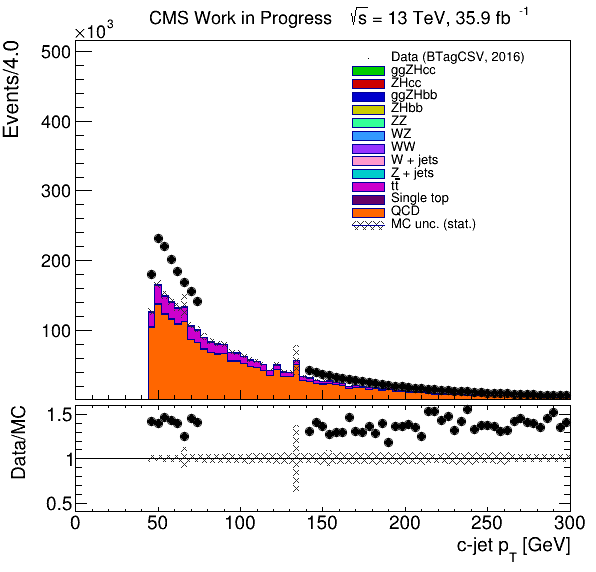 CMS Work in Progress √s = 13 TeV, 35.9 fb⁻¹
×10³
Events/4.0
500
400
300
200
100
Data (BTagCSV, 2016)
ggZHcc
ZHcc
ggZHbb
ZHbb
ZZ
WZ
WW
W + jets
Z + jets
tt̅
Single top
QCD
MC unc. (stat.)
Data/MC
1.5
1
0.5
0 50 100 150 200 250 300
c-jet p_T [GeV]